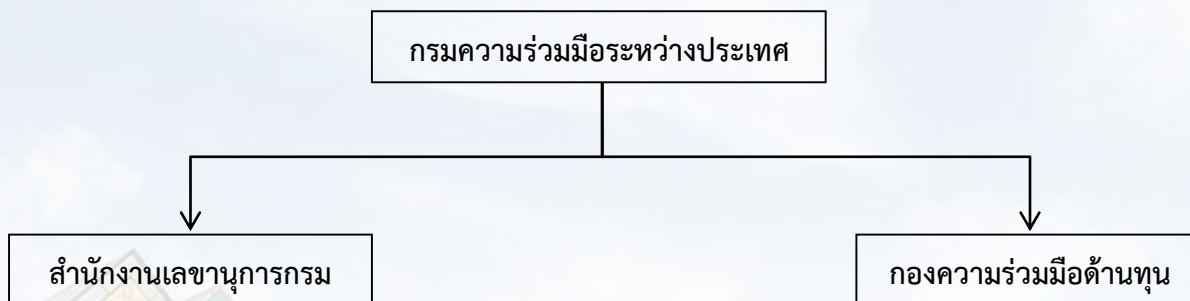 กรมความร่วมมือระหว่างประเทศ
สำนักงานเลขานุการกรม
กองความร่วมมือด้านทุน